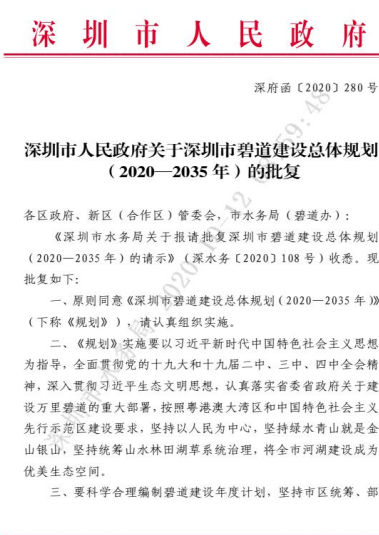 深圳市人民政府
深府函〔2020〕280号
深圳市人民政府关于深圳市碧道建设总体规划
（2020—2035年）的批复
各区政府、新区（合作区）管委会，市水务局（碧道办）：
《深圳市水务局关于报请批复深圳市碧道建设总体规划
（2020—2035年）的请示》（深水务〔2020〕108号）收悉。现
批复如下：
一、原则同意《深圳市碧道建设总体规划（2020—2035年）》
（下称《规划》），请认真组织实施。
二、《规划》实施要以习近平新时代中国特色社会主义思想
为指导，全面贯彻党的十九大和十九届二中、三中、四中全会精
神，深入贯彻习近平生态文明思想，认真落实省委省政府关于建
设万里碧道的重大部署，按照粤港澳大湾区和中国特色社会主义
先行示范区建设要求，坚持以人民为中心，坚持绿水青山就是金
山银山，坚持统筹山水林田湖草系统治理，将全市河湖建设成为
优美生态空间。
三、要科学合理编制碧道建设年度计划，坚持市区统筹、部